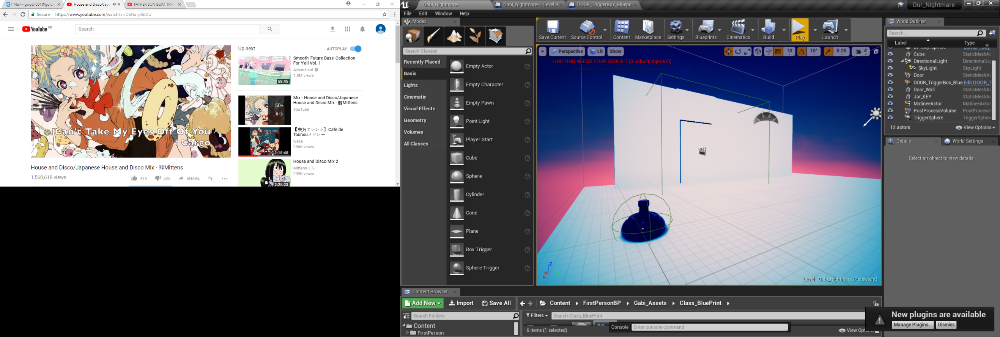 Mail – gwoch001@gold.
House and Disco/Japa
FATHER SON BOAT TRIP
Secure
https://www.youtube.com/watch?v=DbHa-pIlnDU
YouTube GB
Search
Can't Take My Eyes Off Of You
- Cargo
House and Disco/Japanese House and Disco Mix - 卿Mittens
1,560,618 views
41K
536
SHARE
Up next
AUTOPLAY
Smooth 'Future Bass' Collection
For Y'all Vol. 1
Aviencloud
1.8M views
58:45
Mix - House and Disco/Japanese
House and Disco Mix - 卿Mittens
YouTube
50+
【東方アレンジ】Cafe de
Touhouメドレー
wasa
286K views
2:18:48
House and Disco Mix 2
Mittensさん
209K views
2:25:23
Gabi_Nightmare*
Gabi_Nightmare* - Level B
DOOR_TriggerBox_Bluepri
Our_Nightmare
File
Edit
Window
Help
Modes
Search Classes
Recently Placed
Basic
Lights
Cinematic
Visual Effects
Geometry
Volumes
All Classes
Empty Actor
Empty Character
Empty Pawn
Point Light
Player Start
Cube
Sphere
Cylinder
Cone
Plane
Box Trigger
Sphere Trigger
Save Current
Source Control
Content
Marketplace
Settings
Blueprints
Cinematics
Build
Play
Launch
Perspective
Lit
Show
10
10°
0.25
4
LIGHTING NEEDS TO BE REBUILT (3 unbuilt object(s))
Z
Level: Gabi_Nightmare (Persistent)
World Outliner
Search...
Label
Type
BP_Sky_Sphere
Edit BP_Sky
Cube
StaticMeshAc
DirectionalLight
DirectionalLig
SkyLight
SkyLight
Door
StaticMeshAc
DOOR_TriggerBox_Blue
Edit DOOR_T
Door_Wall
StaticMeshAc
Jar_KEY
StaticMeshAc
MatineeActor
MatineeActor
PostProcessVolume
PostProcessV
TriggerSphere
TriggerSpher
12 actors
View Options
Details
World Settings
Select an object to view details.
Content Browser
Add New
Import
Save All
Content
FirstPersonBP
Gabi_Assets
Class_BluePrint
Search Folders
Filters
Search Class_BluePrint
Content
FirstPerson
6 items (1 selected)
Console
Enter console command
View Opti
New plugins are available
Manage Plugins...
Dismiss